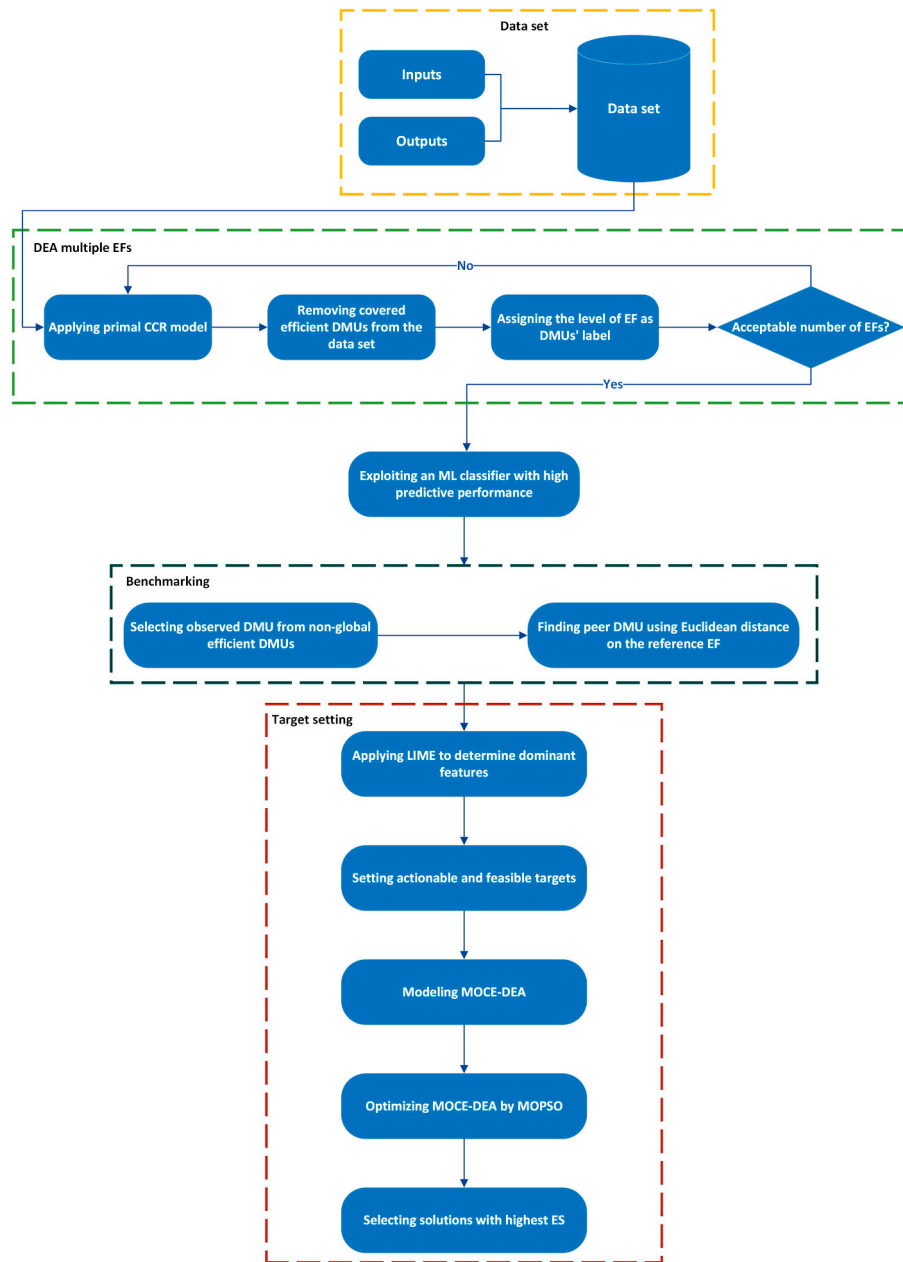 Data set
Inputs
Outputs
Data set
DEA multiple EFs
No
Applying primal CCR model
Removing covered
efficient DMUs from the
data set
Assigning the level of EF as
DMUs' label
Acceptable number of EFs?
Yes
Exploiting an ML classifier with high
predictive performance
Benchmarking
Selecting observed DMU from non-global
efficient DMUs
Finding peer DMU using Euclidean distance
on the reference EF
Target setting
Applying LIME to determine dominant
features
Setting actionable and feasible targets
Modeling MOCE-DEA
Optimizing MOCE-DEA by MOPSO
Selecting solutions with highest ES